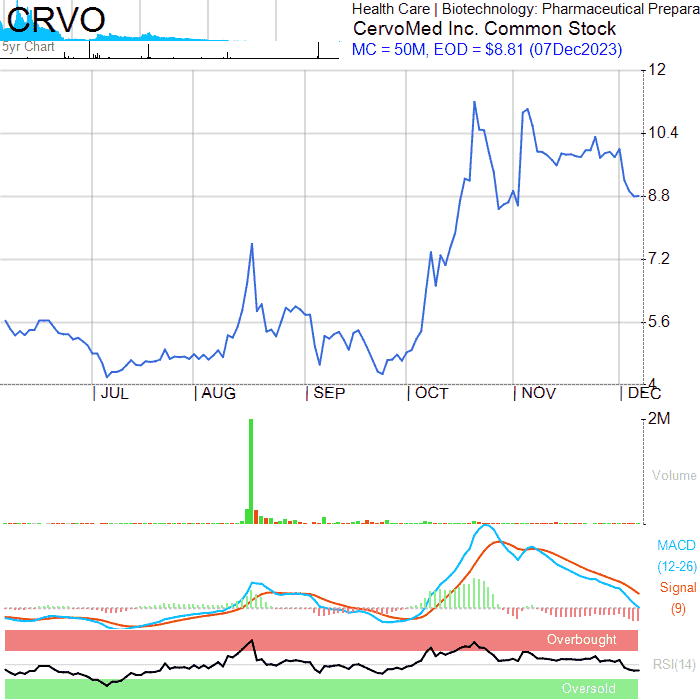 CRVO
Health Care | Biotechnology: Pharmaceutical Prepara
CervoMed Inc. Common Stock
5yr Chart
MC = 50M, EOD = $8.81 (07Dec2023)
12
10.4
8.8
7.2
5.6
4
JUL AUG SEP OCT NOV DEC
2M
Volume
MACD
(12-26)
Signal
(9)
Overbought
RSI(14)
Oversold